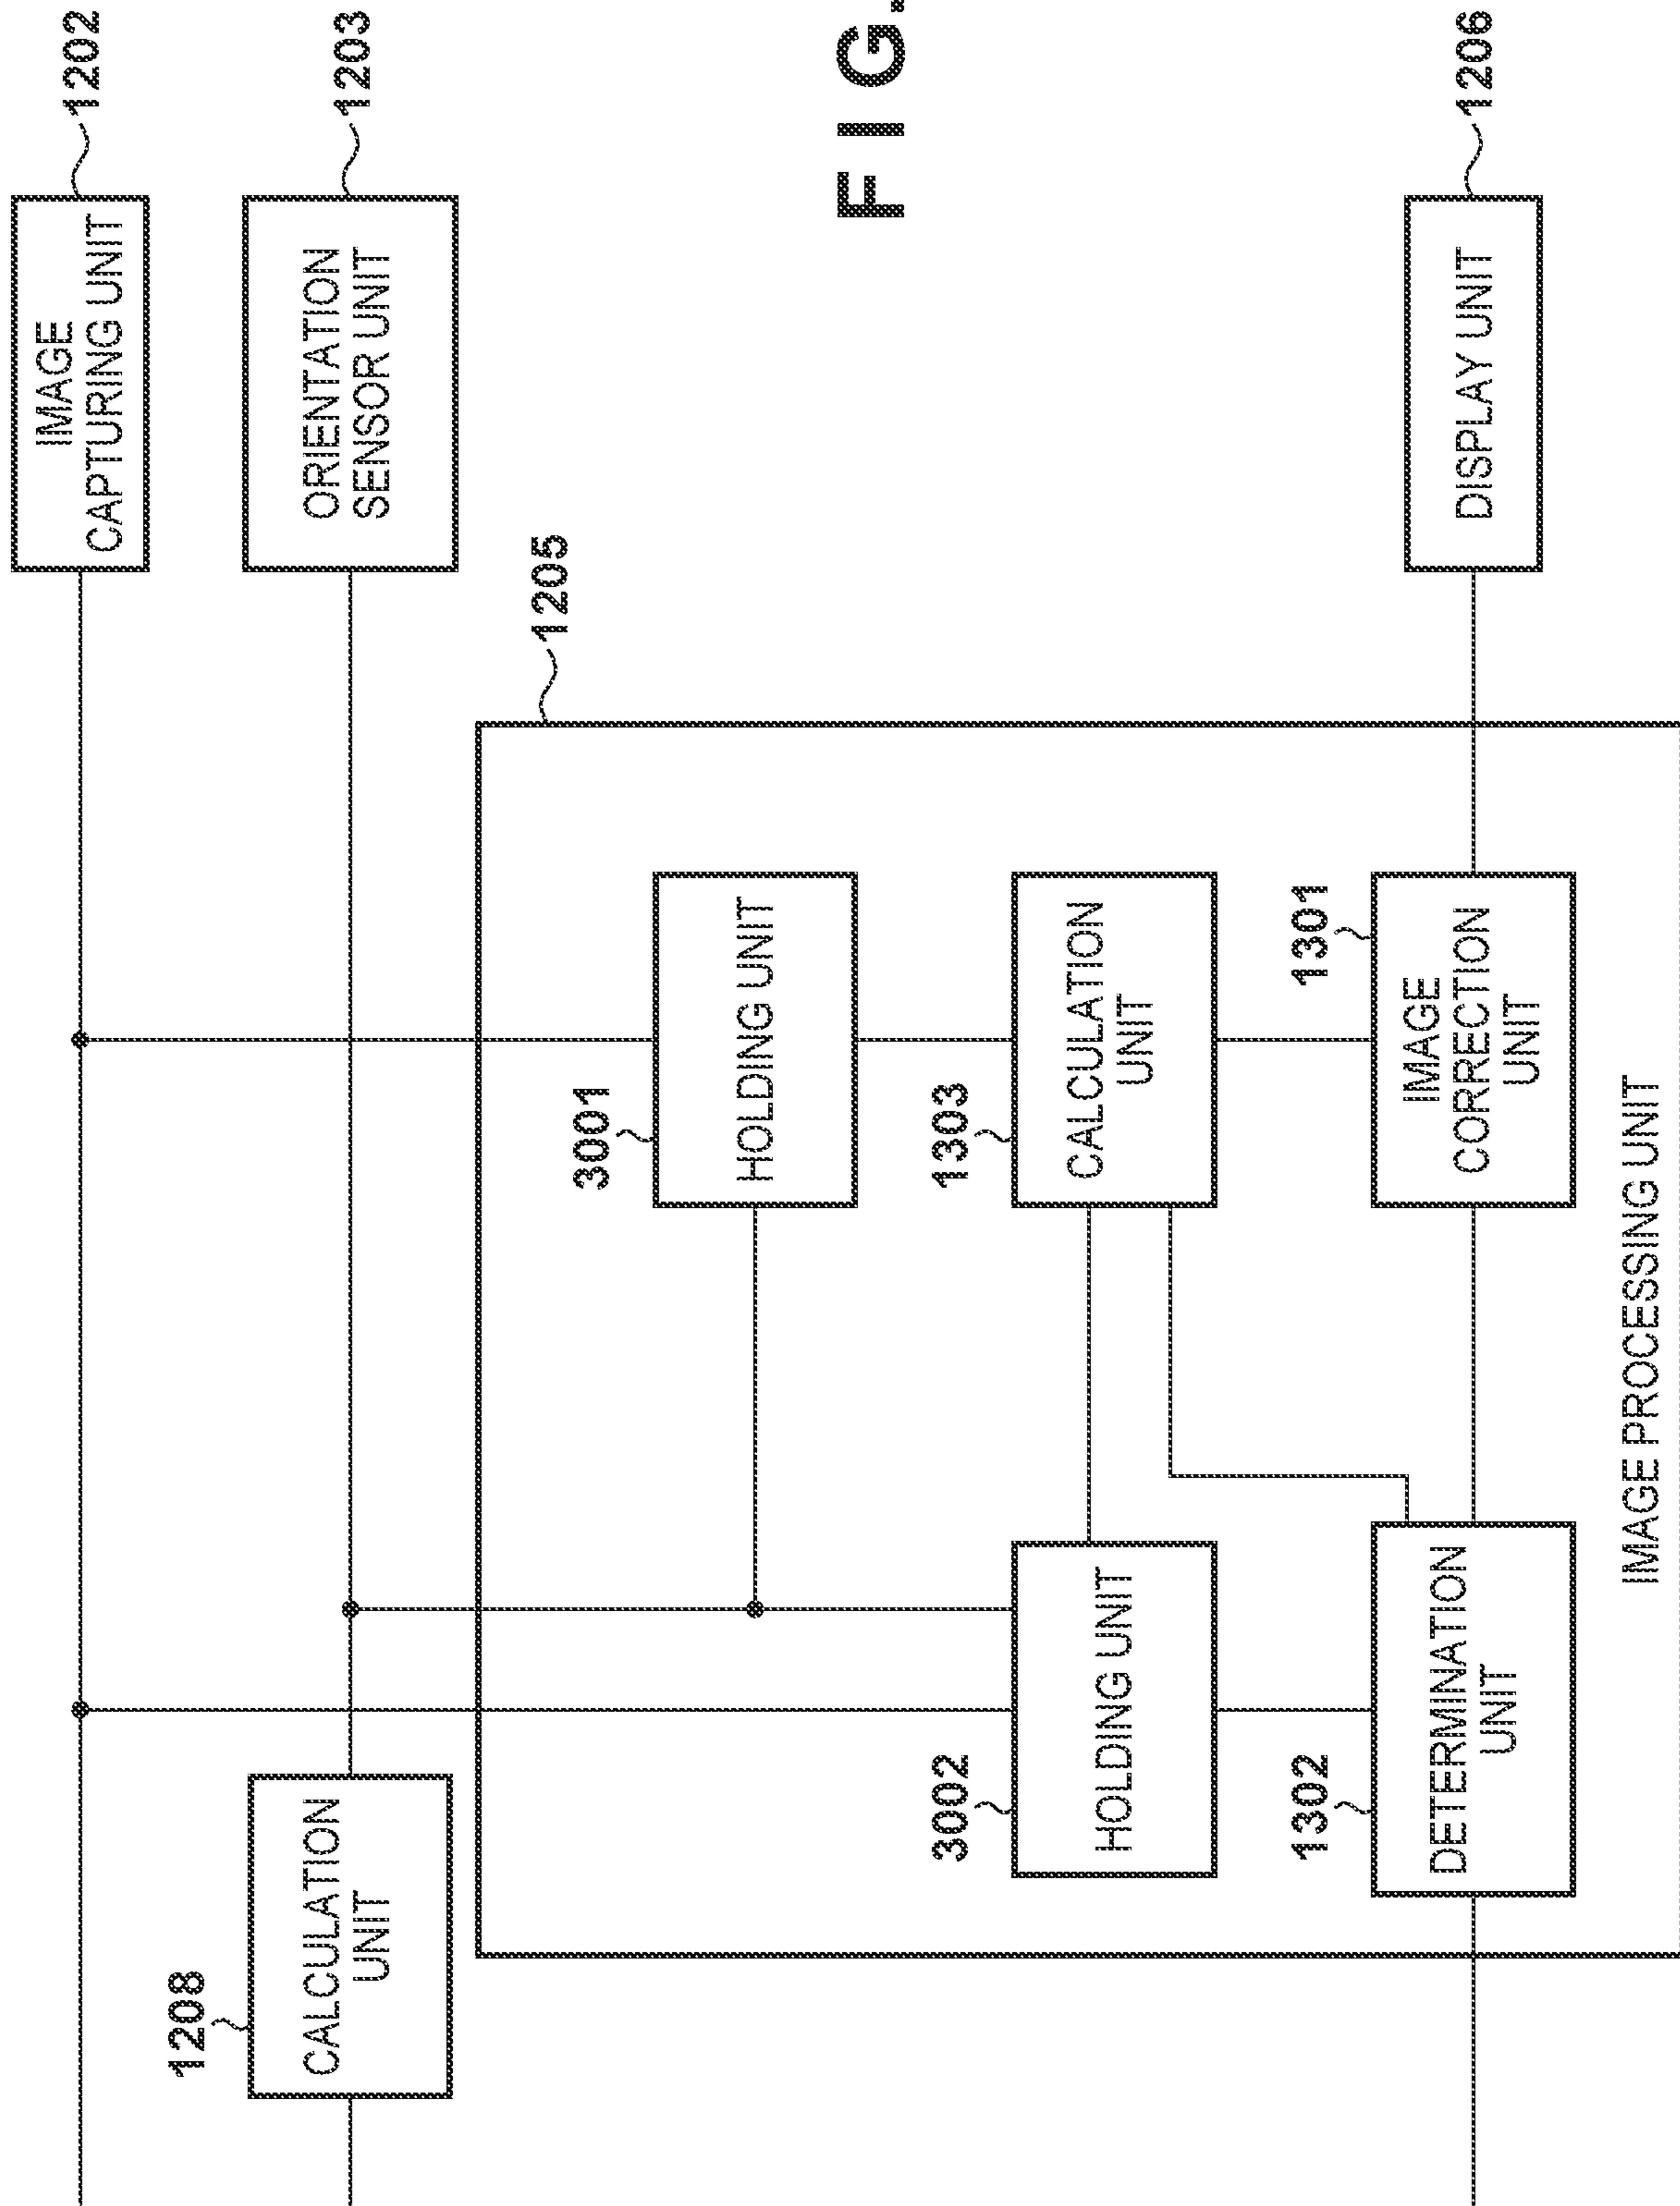 IMAGE
CAPTURING UNIT
1202
1208
CALCULATION
UNIT
ORIENTATION
SENSOR UNIT
1203
1205
3001
HOLDING UNIT
FIG.
3002
HOLDING UNIT
1303
CALCULATION
UNIT
1302
DETERMINATION
UNIT
1301
IMAGE
CORRECTION
UNIT
DISPLAY UNIT
1206
IMAGE PROCESSING UNIT